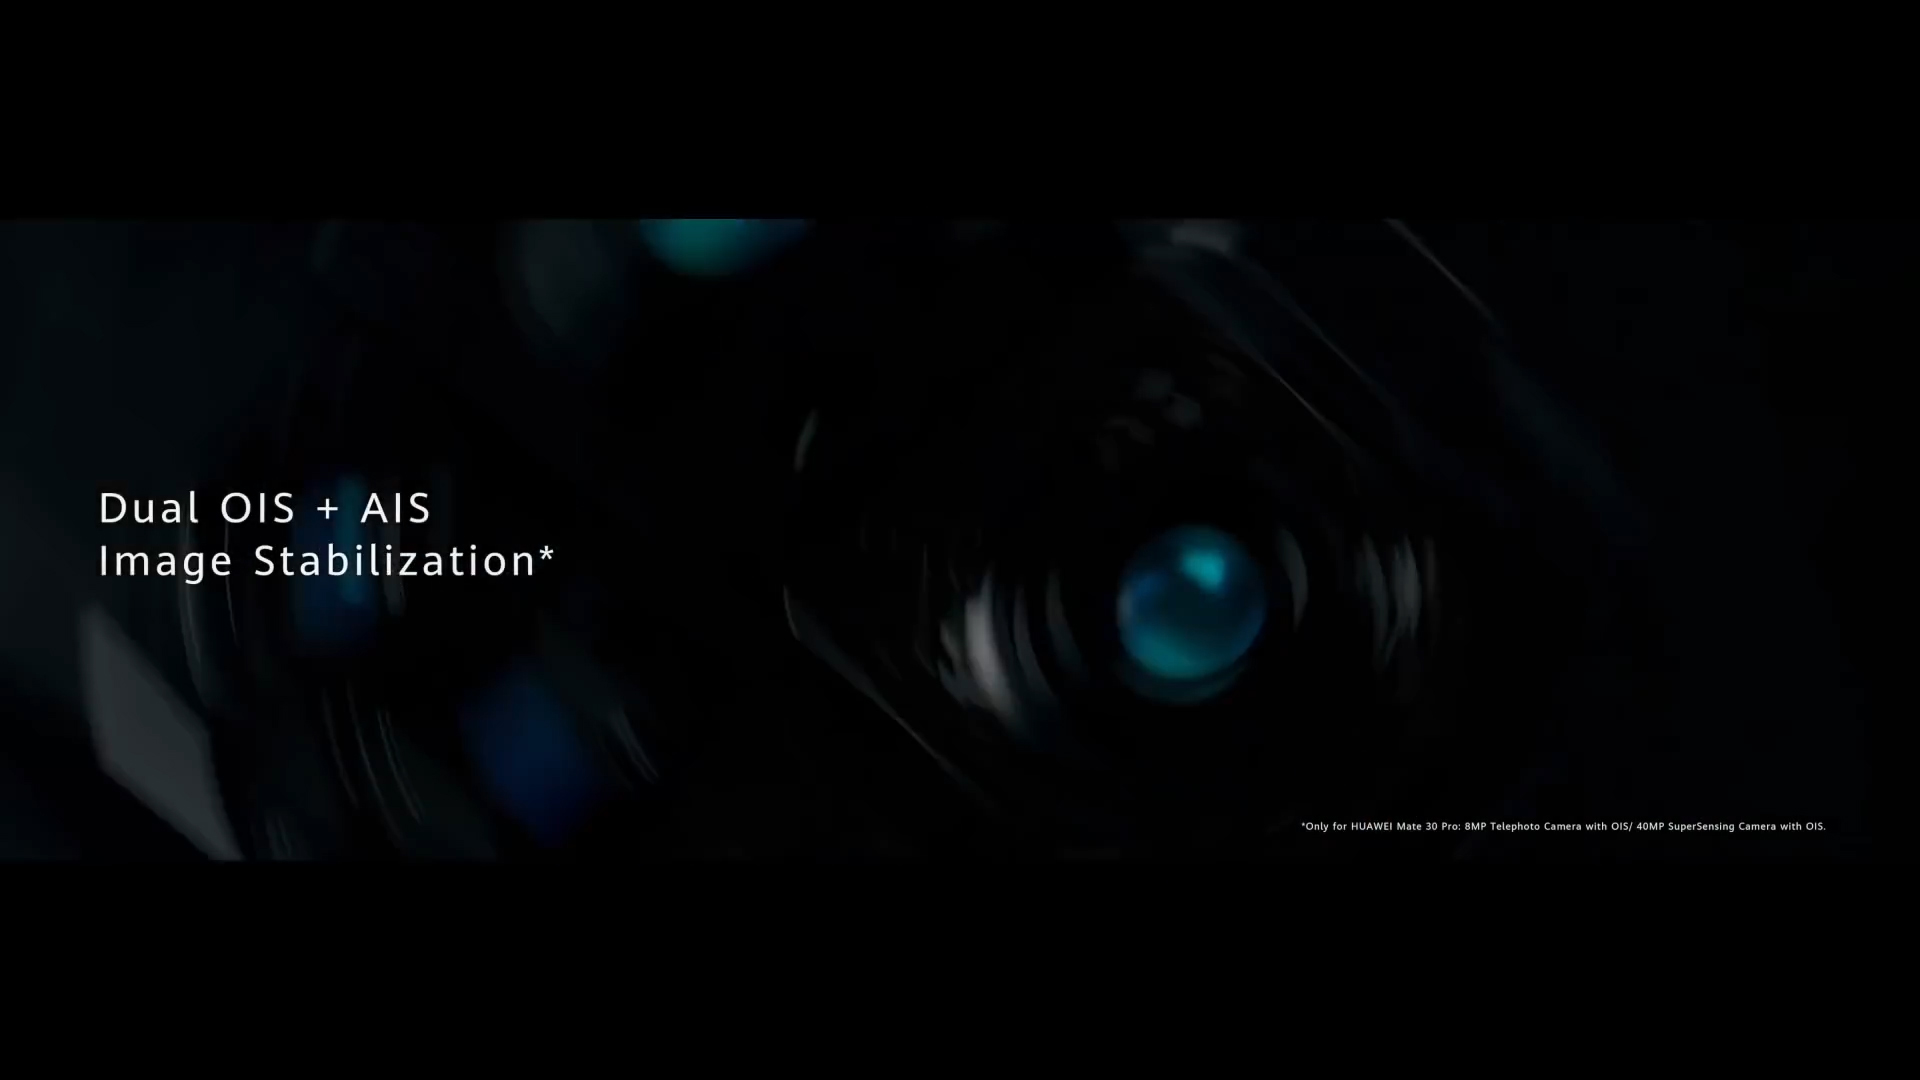 Dual OIS + AIS
Image Stabilization*
*Only for HUAWEI Mate 30 Pro: 8MP Telephoto Camera with OIS/ 40MP SuperSensing Camera with OIS.